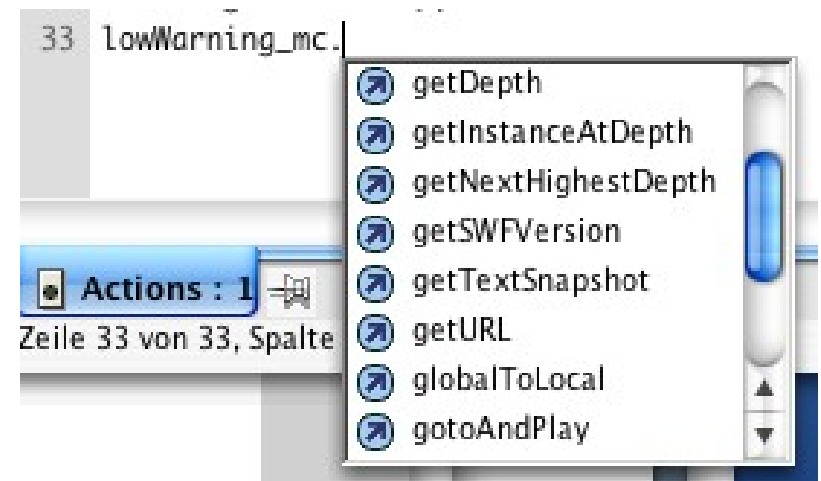 33 lowWarning_mc.
getDepth
getInstanceAtDepth
getNextHighestDepth
getSWFVersion
getTextSnapshot
getURL
globalToLocal
gotoAndPlay
Actions : 1
Zeile 33 von 33, Spalte